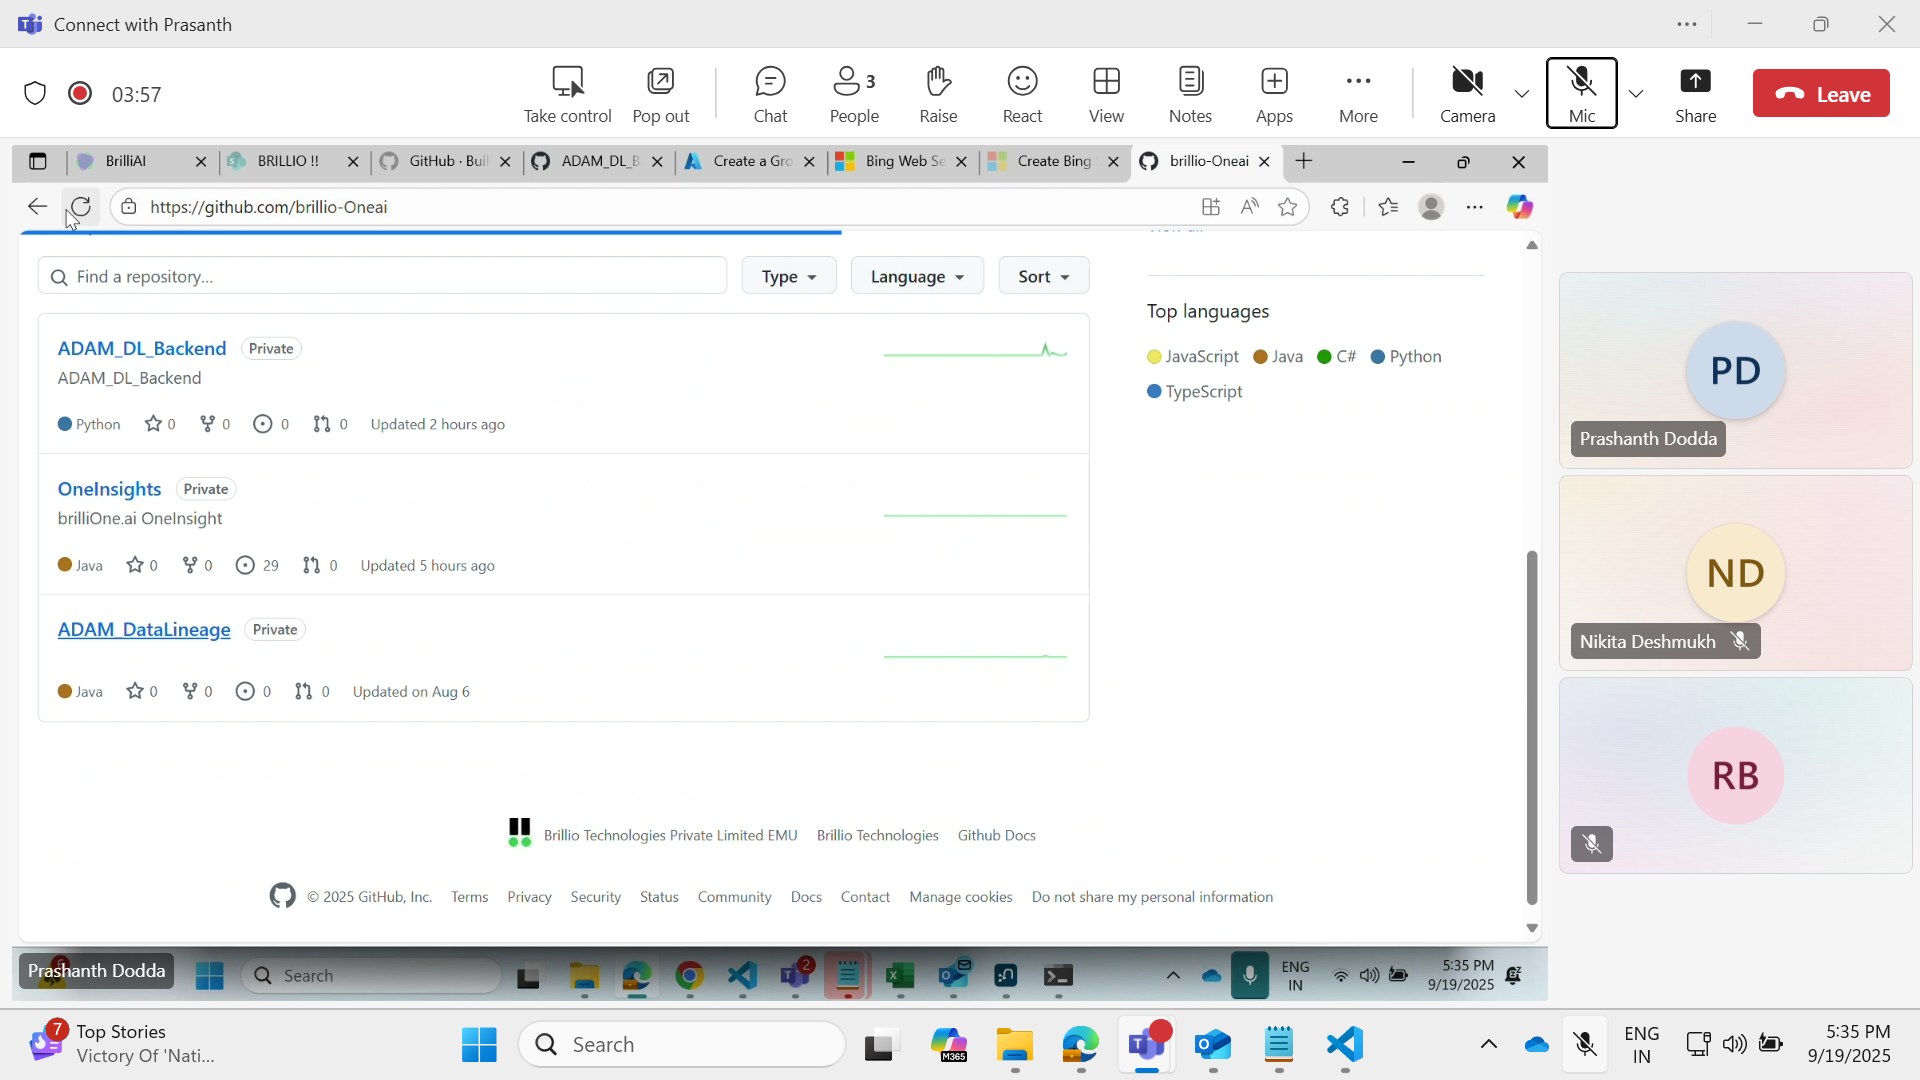 Connect with Prasanth
03:57
Take control
Pop out
Chat
3
People
Raise
React
View
Notes
Apps
More
Camera
Mic
Share
Leave
BrilliAI
BRILLIO !!
GitHub · Buil
ADAM_DL_B
Create a Gro
Bing Web Se
Create Bing
brillio-Oneai
https://github.com/brillio-Oneai
Find a repository...
Type
Language
Sort
ADAM_DL_Backend Private
ADAM_DL_Backend
Python 0 0 0 0 Updated 2 hours ago
OneInsights Private
brilliOne.ai OneInsight
Java 0 0 29 0 Updated 5 hours ago
ADAM_DataLineage Private
Java 0 0 0 0 Updated on Aug 6
Top languages
JavaScript Java C# Python
TypeScript
Brillio Technologies Private Limited EMU Brillio Technologies Github Docs
© 2025 GitHub, Inc. Terms Privacy Security Status Community Docs Contact Manage cookies Do not share my personal information
PD
Prashanth Dodda
ND
Nikita Deshmukh
RB
Prashanth Dodda
Search
2
ENG
IN
5:35 PM
9/19/2025
7
Top Stories
Victory Of 'Nati...
Search
M365
ENG
IN
5:35 PM
9/19/2025